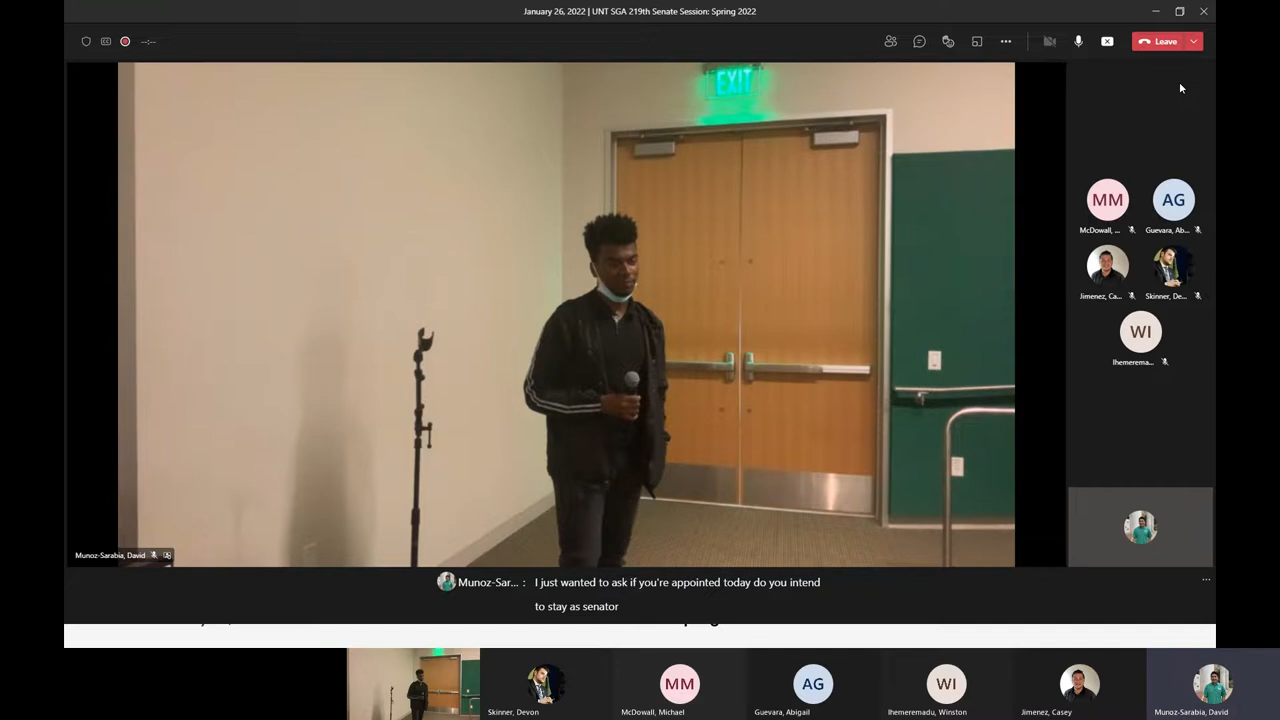 January 26, 2022 | UNT SGA 219th Senate Session: Spring 2022
--:--
Leave
EXIT
MM
AG
McDowall, ...
Guevara, Ab...
Jimenez, Ca...
Skinner, De...
WI
Ihemerema...
Munoz-Sarabia, David
Munoz-Sar... : I just wanted to ask if you're appointed today do you intend
to stay as senator
MM
AG
WI
Skinner, Devon
McDowall, Michael
Guevara, Abigail
Ihemeremadu, Winston
Jimenez, Casey
Munoz-Sarabia, David